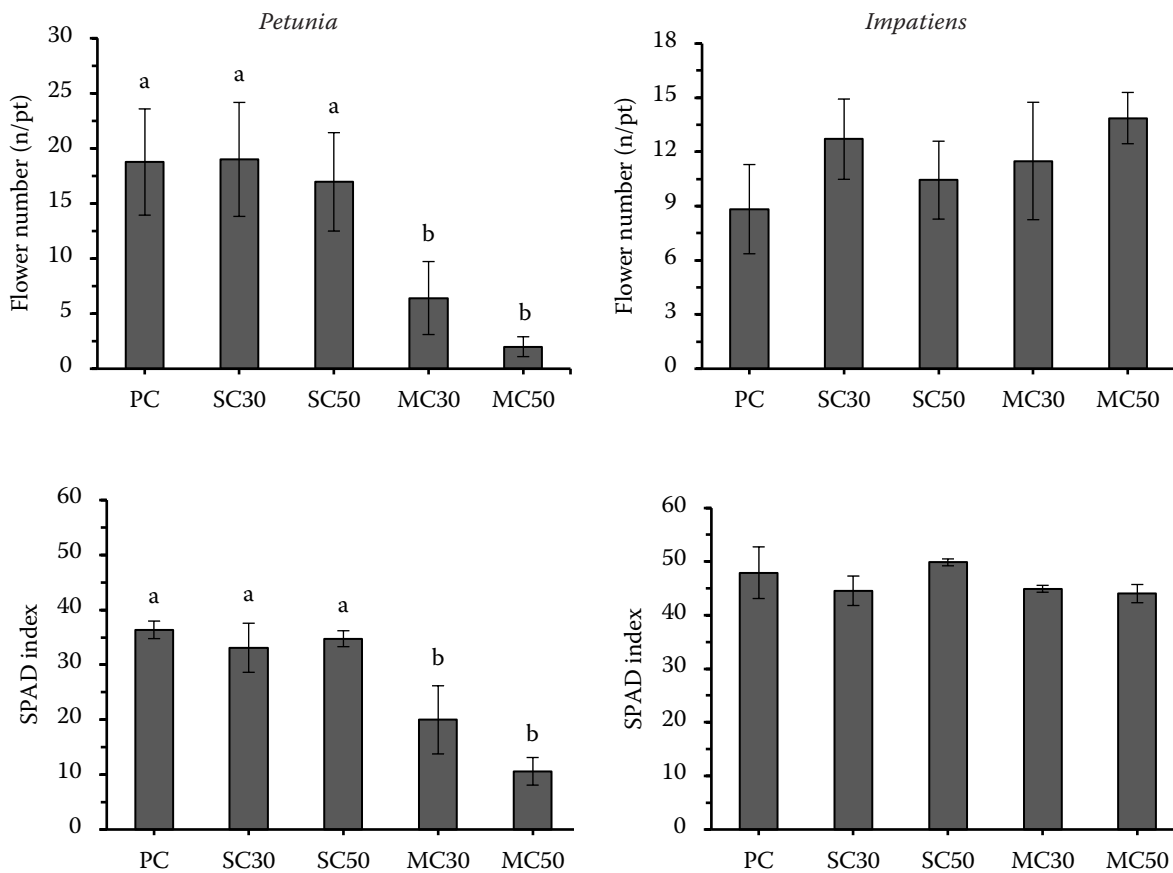 Petunia
Flower number (n/pt)
30
25
20
15
10
5
0
a
a
a
b
b
PC SC30 SC50 MC30 MC50
Impatiens
Flower number (n/pt)
18
15
12
9
6
3
0
PC SC30 SC50 MC30 MC50
SPAD index
60
50
40
30
20
10
0
a
a
a
b
b
PC SC30 SC50 MC30 MC50
SPAD index
60
50
40
30
20
10
0
PC SC30 SC50 MC30 MC50